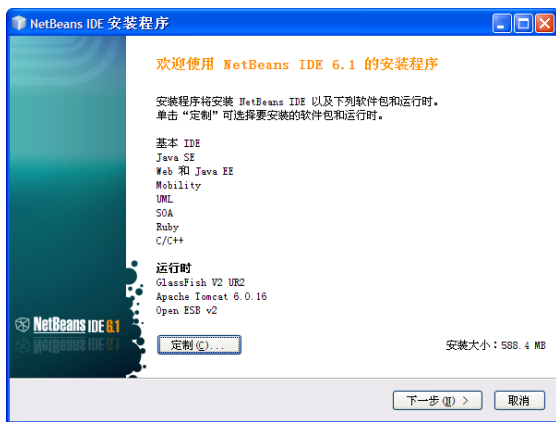 NetBeans IDE 安装程序
欢迎使用 NetBeans IDE 6.1 的安装程序
安装程序将安装 NetBeans IDE 以及下列软件包和运行时。
单击“定制”可选择要安装的软件包和运行时。
基本 IDE
Java SE
Web 和 Java EE
Mobility
UML
SOA
Ruby
C/C++
运行时
GlassFish V2 UR2
Apache Tomcat 6.0.16
Open ESB v2
NetBeans IDE 6.1
定制(C)...
安装大小：588.4 MB
下一步(N) >
取消